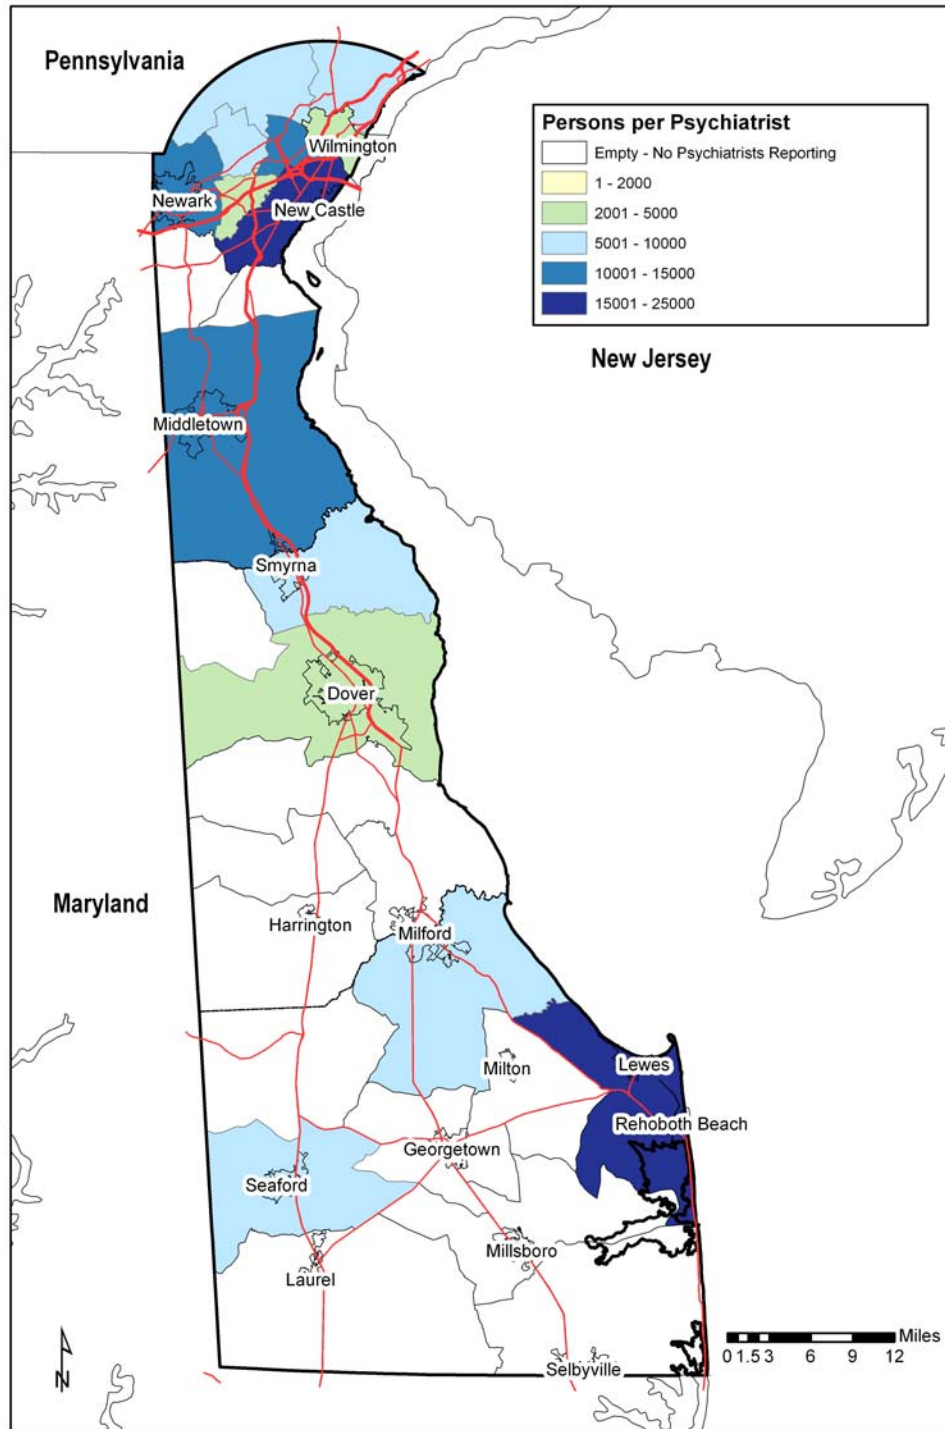 Pennsylvania
Persons per Psychiatrist
Empty - No Psychiatrists Reporting
1 - 2000
2001 - 5000
5001 - 10000
10001 - 15000
15001 - 25000
Wilmington
Newark
New Castle
New Jersey
Middletown
Smyrna
Dover
Maryland
Harrington
Milford
Milton
Lewes
Rehoboth Beach
Georgetown
Seaford
Millsboro
Laurel
Selbyville
Miles
0 1.5 3 6 9 12
N